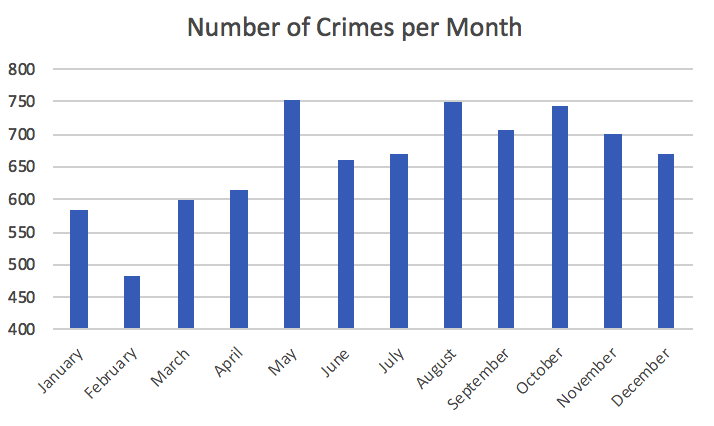 Number of Crimes per Month
800
750
700
650
600
550
500
450
400
January
February
March
April
May
June
July
August
September
October
November
December